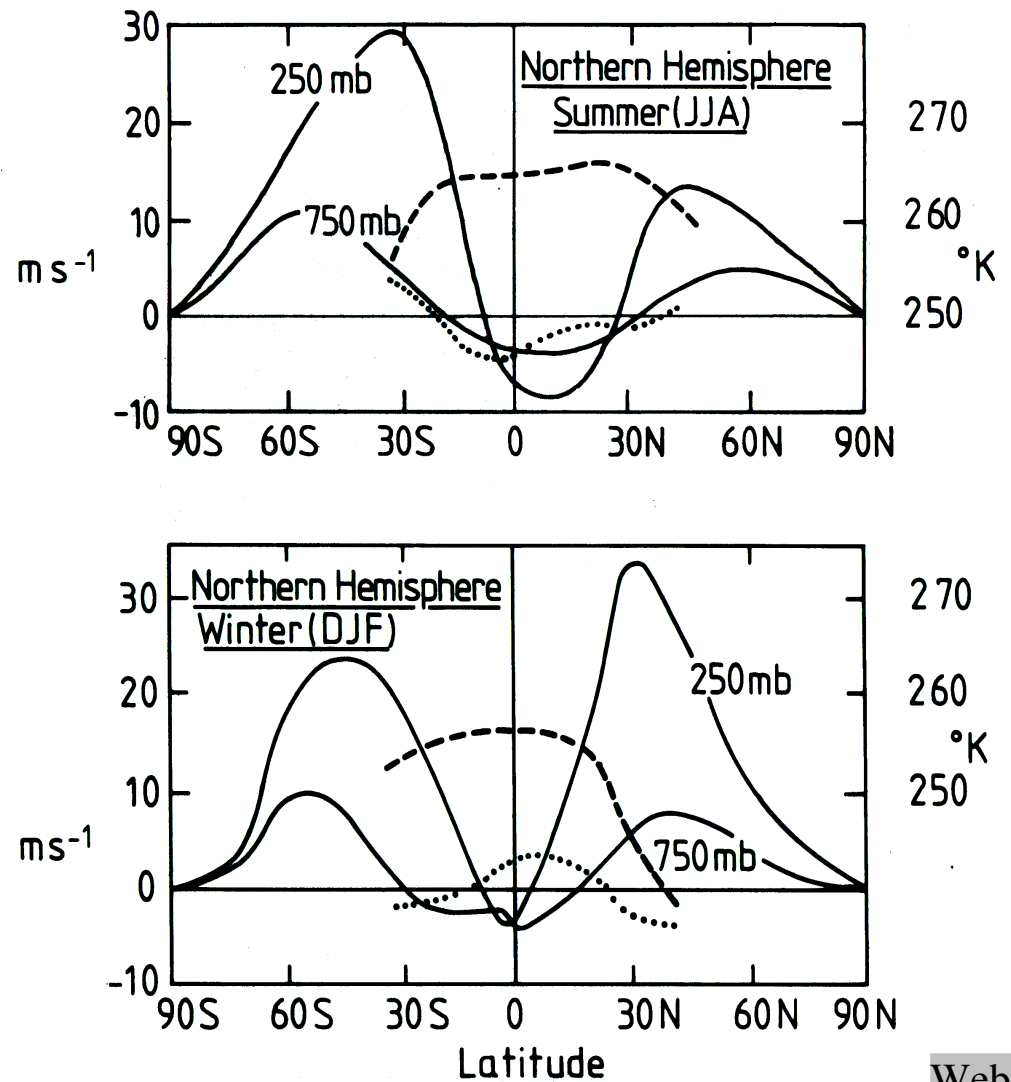 30
250 mb
Northern Hemisphere
Summer (JJA)
20
270
750 mb
10
260
m s-1
°K
0
250
-10
90S 60S 30S 0 30N 60N 90N
Northern Hemisphere
Winter (DJF)
30
270
250mb
20
260
°K
10
250
ms-1
750mb
0
-10
90S 60S 30S 0 30N 60N 90N
Latitude
Web